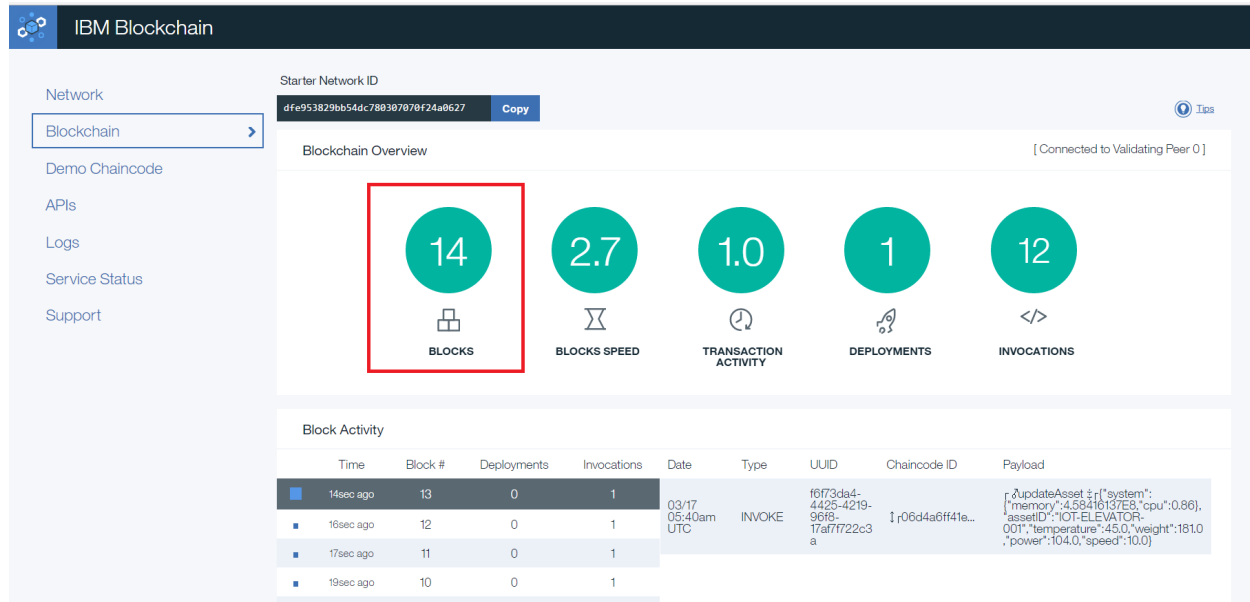 IBM Blockchain
Network
Blockchain
Demo Chaincode
APIs
Logs
Service Status
Support
Starter Network ID
dfe953829bb54dc780307070f24a0627 Copy
Tips
Blockchain Overview [ Connected to Validating Peer 0 ]
14 2.7 1.0 1 12
</>
BLOCKS BLOCKS SPEED TRANSACTION DEPLOYMENTS INVOCATIONS
ACTIVITY
Block Activity
Time Block # Deployments Invocations Date Type UUID Chaincode ID Payload
14sec ago 13 0 1
16sec ago 12 0 1
17sec ago 11 0 1
19sec ago 10 0 1
03/17
05:40am
UTC
INVOKE
f6f73da4-
4425-4219-
96f8-
17af7f722c3
a
06d4a6ff41e...
updateAsset {"system":
{"memory":4.58416137E8,"cpu":0.86},
"assetID":"IOT-ELEVATOR-
001","temperature":45.0,"weight":181.0
,"power":104.0,"speed":10.0}